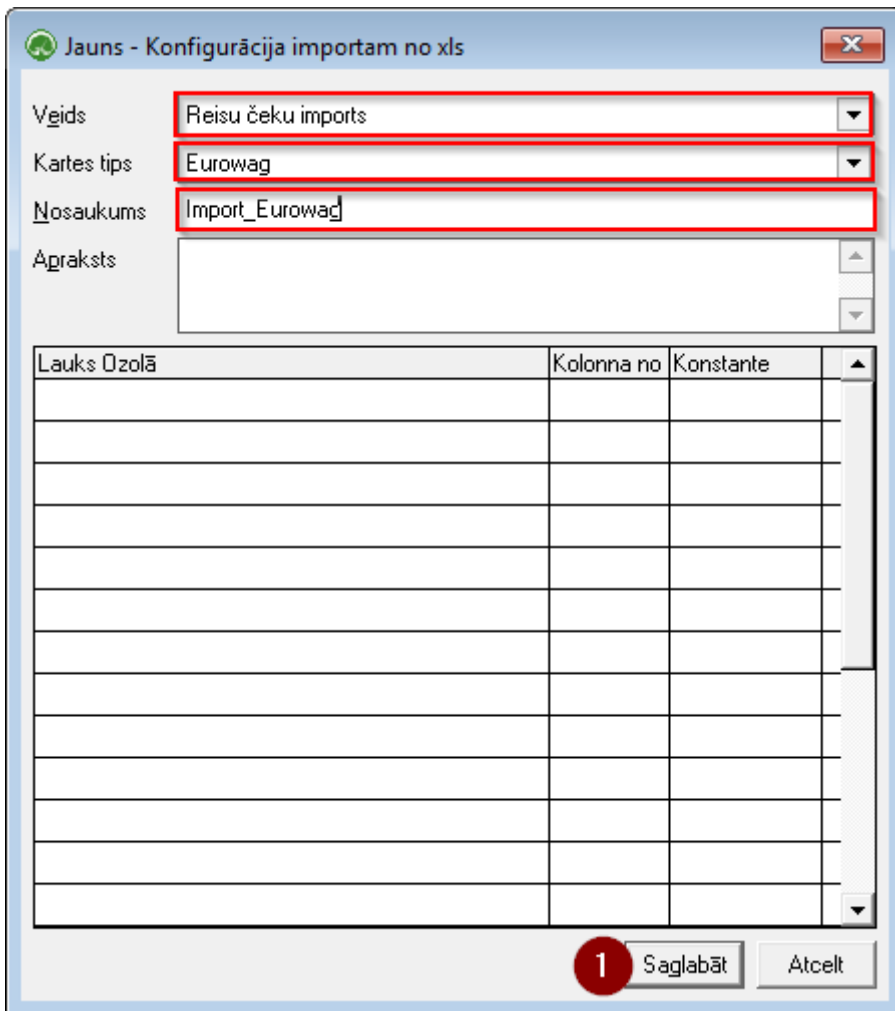 Jauns - Konfigurācija importam no xls
Veids Reisu čeku imports
Kartes tips Eurowag
Nosaukums Import_Eurowag
Apraksts
Lauks Ozolā Kolonna no Konstante
1 Saglabāt Atcelt